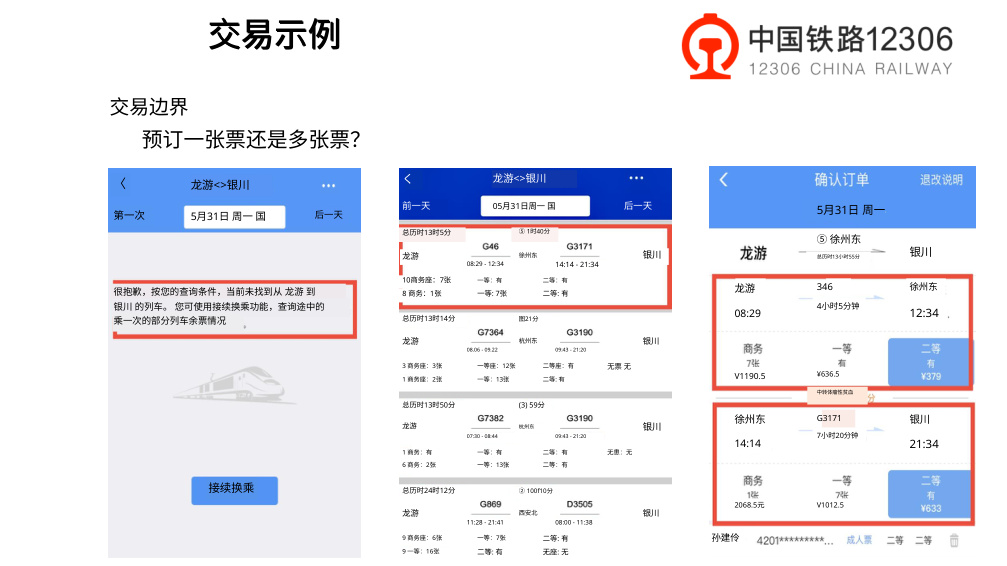 交易示例
中国铁路12306
12306 CHINA RAILWAY
交易边界
预订一张票还是多张票？
龙游<>银川
第一次
5月31日 周一 国
后一天
很抱歉，按您的查询条件，当前未找到从 龙游 到
银川 的列车。 您可使用接续换乘功能，查询途中的
乘一次的部分列车余票情况
接续换乘
龙游<>银川
前一天
05月31日周一 国
后一天
总历时13时5分
⑤ 1时40分
G46
G3171
龙游
徐州东
银川
08:29 - 12:34
14:14 - 21:34
10商务座：7张
一等：有
二等：有
8 商务：1张
一等: 7张
二等: 有
总历时13时14分
图21分
G7364
G3190
龙游
杭州东
银川
08.06 - 09.22
09:43 - 21:20
3 商务座：3张
一等座：12张
二等座：有
无票 无
1 商务座：2张
一等：13张
二等: 有
总历时13时50分
(3) 59分
G7382
G3190
龙游
杭州东
银川
07:30 - 08:44
09:43 - 21:20
1 商务：有
一等：有
二等：有
无患：无
6 商务：2张
一等：13张
二等：有
总历时24时12分
② 100f10分
G869
D3505
龙游
西安北
银川
11:28 - 21:41
08:00 - 11:38
9 商务座：6张
一等：7张
二等：有
9 一等：16张
二等: 有
无座: 无
确认订单
退改说明
5月31日 周一
龙游
⑤ 徐州东
总历时13小时55分
银川
龙游
346
徐州东
08:29
4小时5分钟
12:34
商务
一等
二等
7张
有
有
V1190.5
¥636.5
¥379
中转体瘤性贫血
分
徐州东
G3171
银川
14:14
7小时20分钟
21:34
商务
一等
二等
1张
7张
有
2068.5元
V1012.5
¥633
孙建伶
4201*********...
成人票
二等
二等